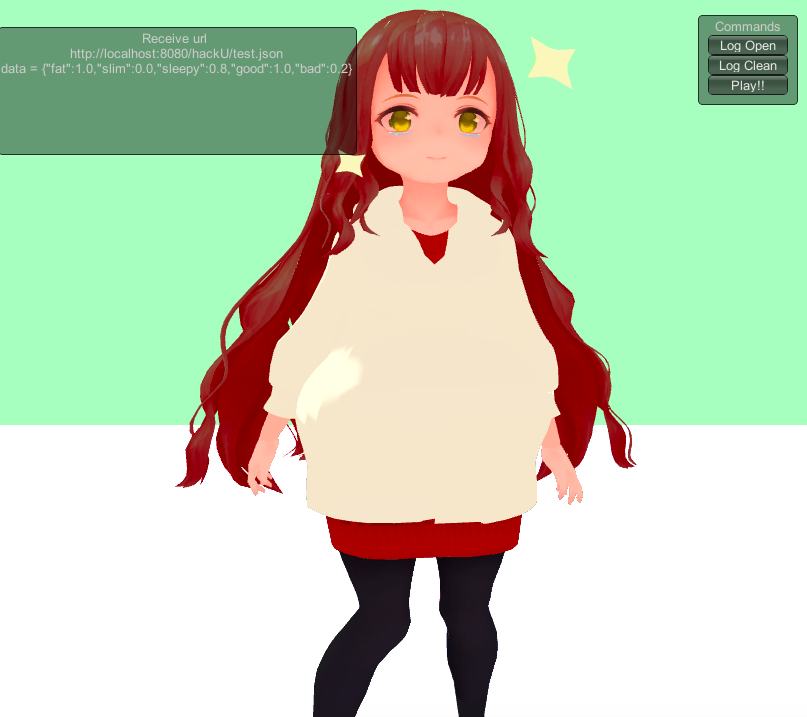 Receive url
http://localhost:8080/hackU/test.json
data = {"fat":1.0,"slim":0.0,"sleepy":0.8,"good":1.0,"bad":0.2}
Commands
Log Open
Log Clean
Play!!